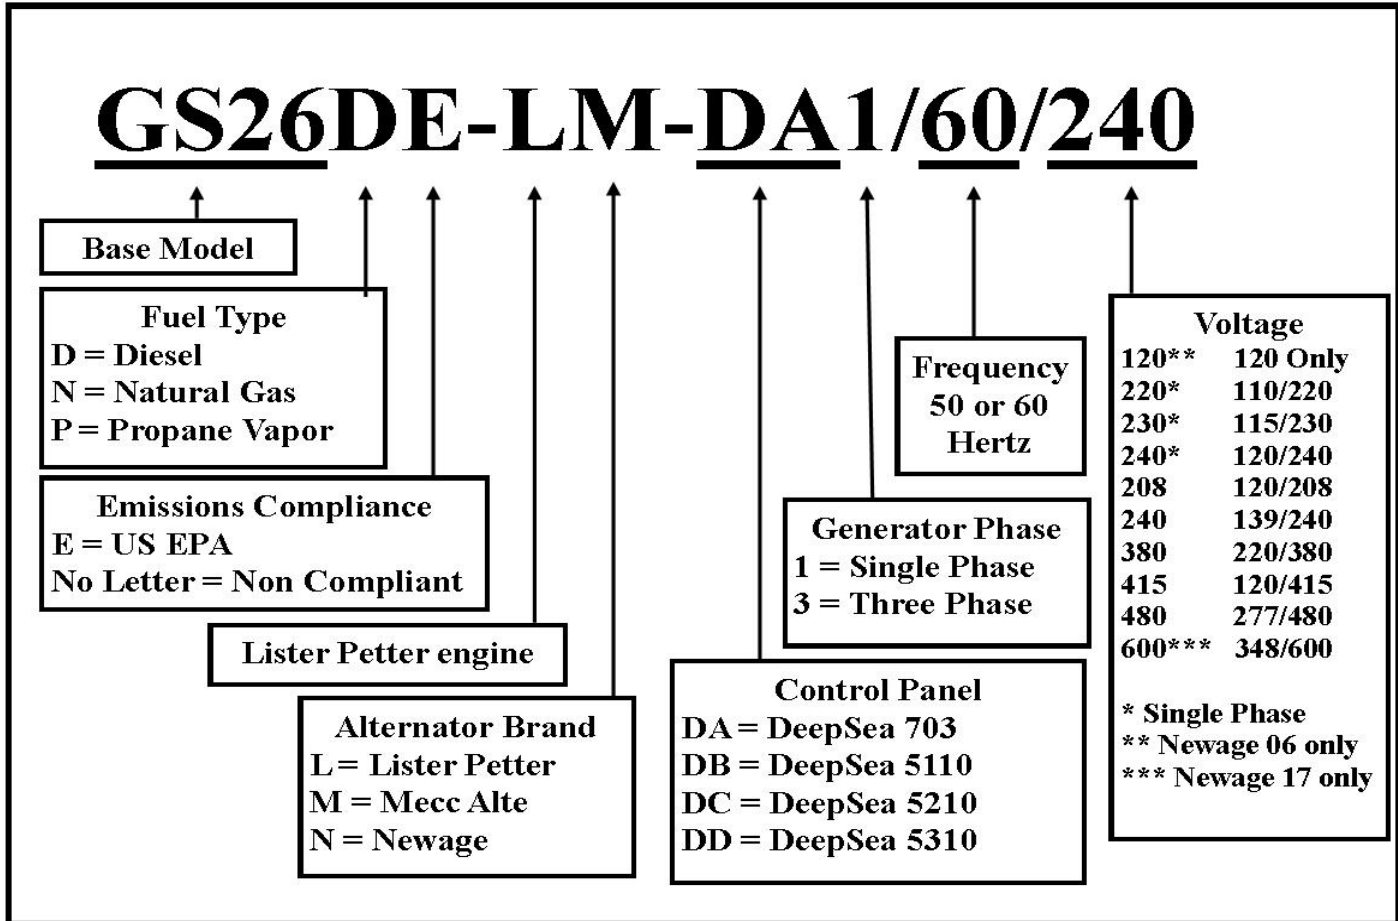 GS26DE-LM-DA1/60/240
Base Model
Fuel Type
D = Diesel
N = Natural Gas
P = Propane Vapor
Emissions Compliance
E = US EPA
No Letter = Non Compliant
Lister Petter engine
Alternator Brand
L = Lister Petter
M = Mecc Alte
N = Newage
Control Panel
DA = DeepSea 703
DB = DeepSea 5110
DC = DeepSea 5210
DD = DeepSea 5310
Generator Phase
1 = Single Phase
3 = Three Phase
Frequency
50 or 60
Hertz
Voltage
120** 120 Only
220* 110/220
230* 115/230
240* 120/240
208 120/208
240 139/240
380 220/380
415 120/415
480 277/480
600*** 348/600
* Single Phase
** Newage 06 only
*** Newage 17 only